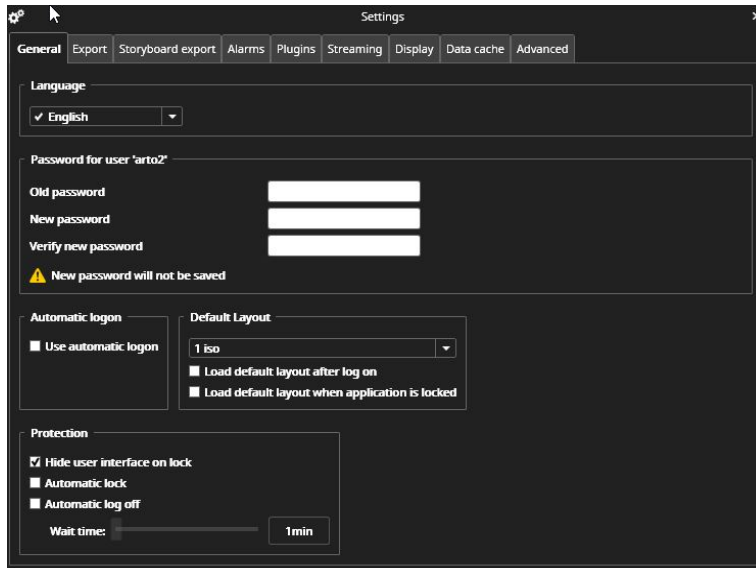 Settings
General Export Storyboard export Alarms Plugins Streaming Display Data cache Advanced
Language
English
Password for user 'arto2'
Old password
New password
Verify new password
New password will not be saved
Automatic logon
Use automatic logon
Default Layout
1 iso
Load default layout after log on
Load default layout when application is locked
Protection
Hide user interface on lock
Automatic lock
Automatic log off
Wait time: 1min